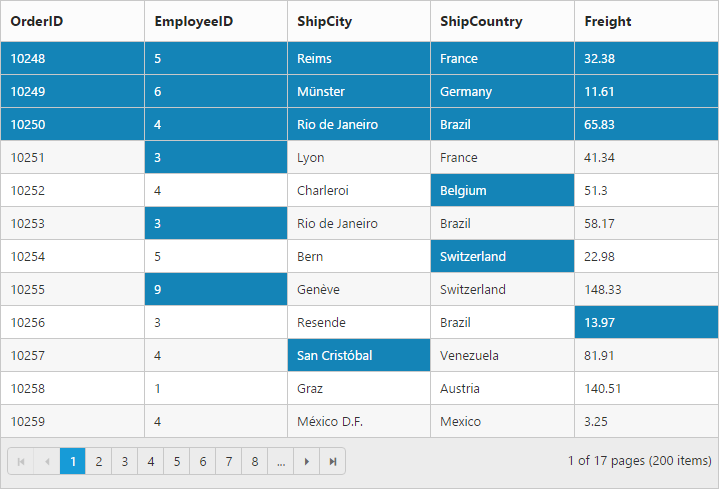 OrderID EmployeeID ShipCity ShipCountry Freight
10248 5 Reims France 32.38
10249 6 Münster Germany 11.61
10250 4 Rio de Janeiro Brazil 65.83
10251 3 Lyon France 41.34
10252 4 Charleroi Belgium 51.3
10253 3 Rio de Janeiro Brazil 58.17
10254 5 Bern Switzerland 22.98
10255 9 Genève Switzerland 148.33
10256 3 Resende Brazil 13.97
10257 4 San Cristóbal Venezuela 81.91
10258 1 Graz Austria 140.51
10259 4 México D.F. Mexico 3.25
1 2 3 4 5 6 7 8 ... 1 of 17 pages (200 items)